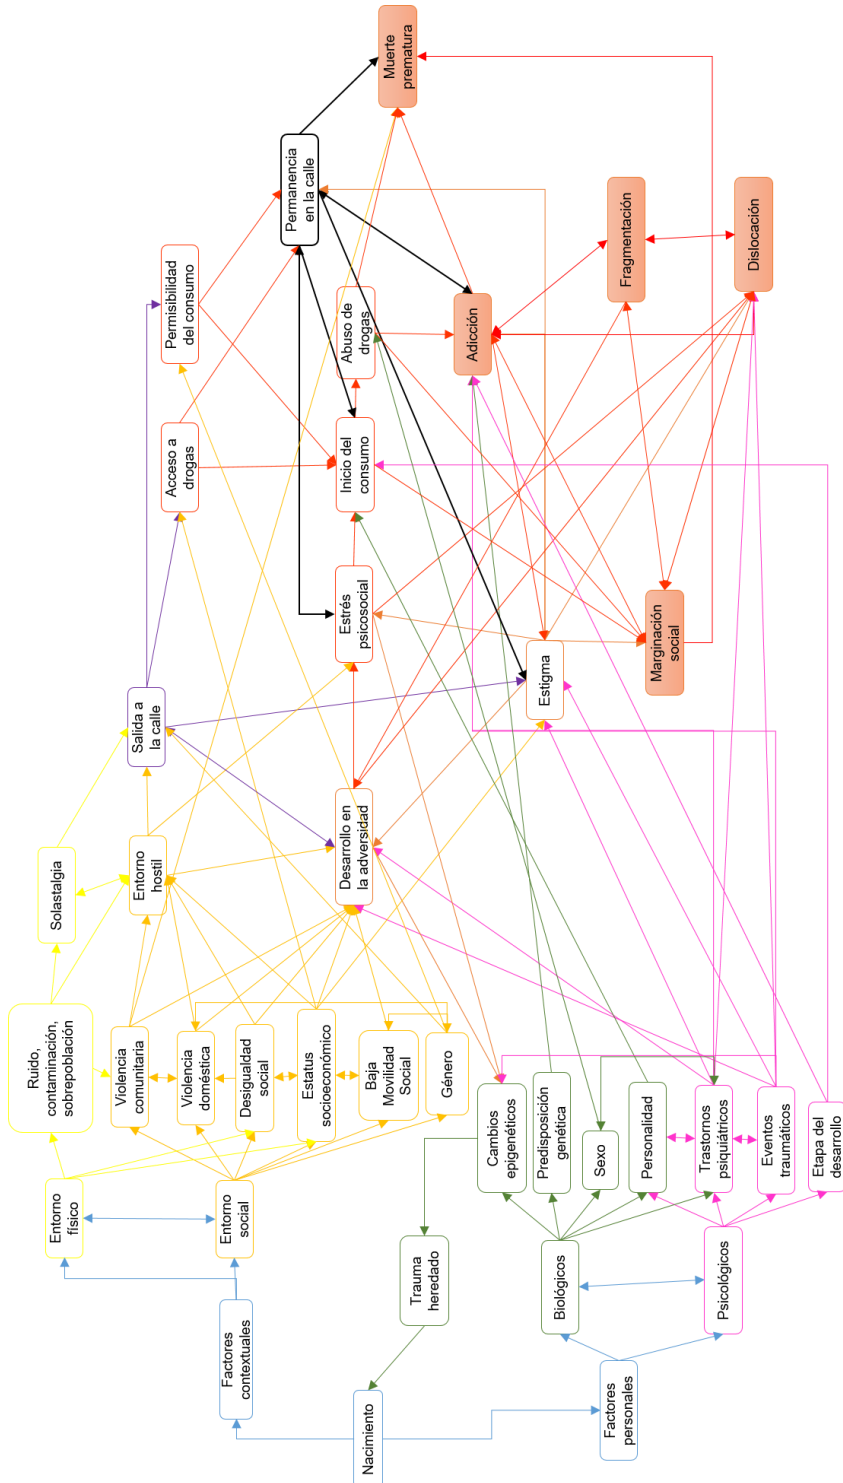 Nacimiento
Factores
contextuales
Factores
personales
Trauma
heredado
Entorno
físico
Entorno
social
Biológicos
Psicológicos
Ruido,
contaminación,
sobrepoblación
Violencia
comunitaria
Violencia
doméstica
Desigualdad
social
Estatus
socioeconómico
Baja
Movilidad
Social
Género
Cambios
epigenéticos
Predisposición
genética
Sexo
Personalidad
Trastornos
psiquiátricos
Eventos
traumáticos
Etapa del
desarrollo
Solastalgia
Entorno
hostil
Desarrollo en
la adversidad
Salida a
la calle
Estrés
psicosocial
Estigma
Marginación
social
Acceso a
drogas
Inicio del
consumo
Permisibilidad
del consumo
Abuso de
drogas
Adicción
Fragmentación
Dislocación
Permanencia
en la calle
Muerte
prematura